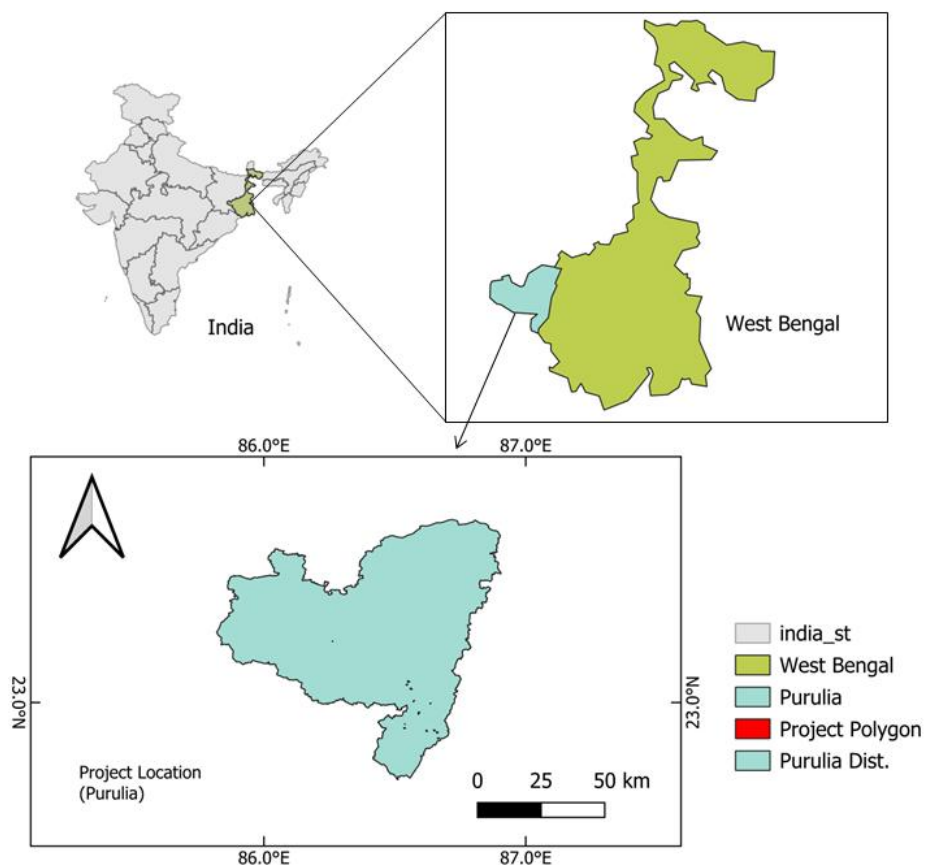 India
West Bengal
86.0°E
87.0°E
23.0°N
23.0°N
Project Location
(Purulia)
0 25 50 km
86.0°E
87.0°E
india_st
West Bengal
Purulia
Project Polygon
Purulia Dist.